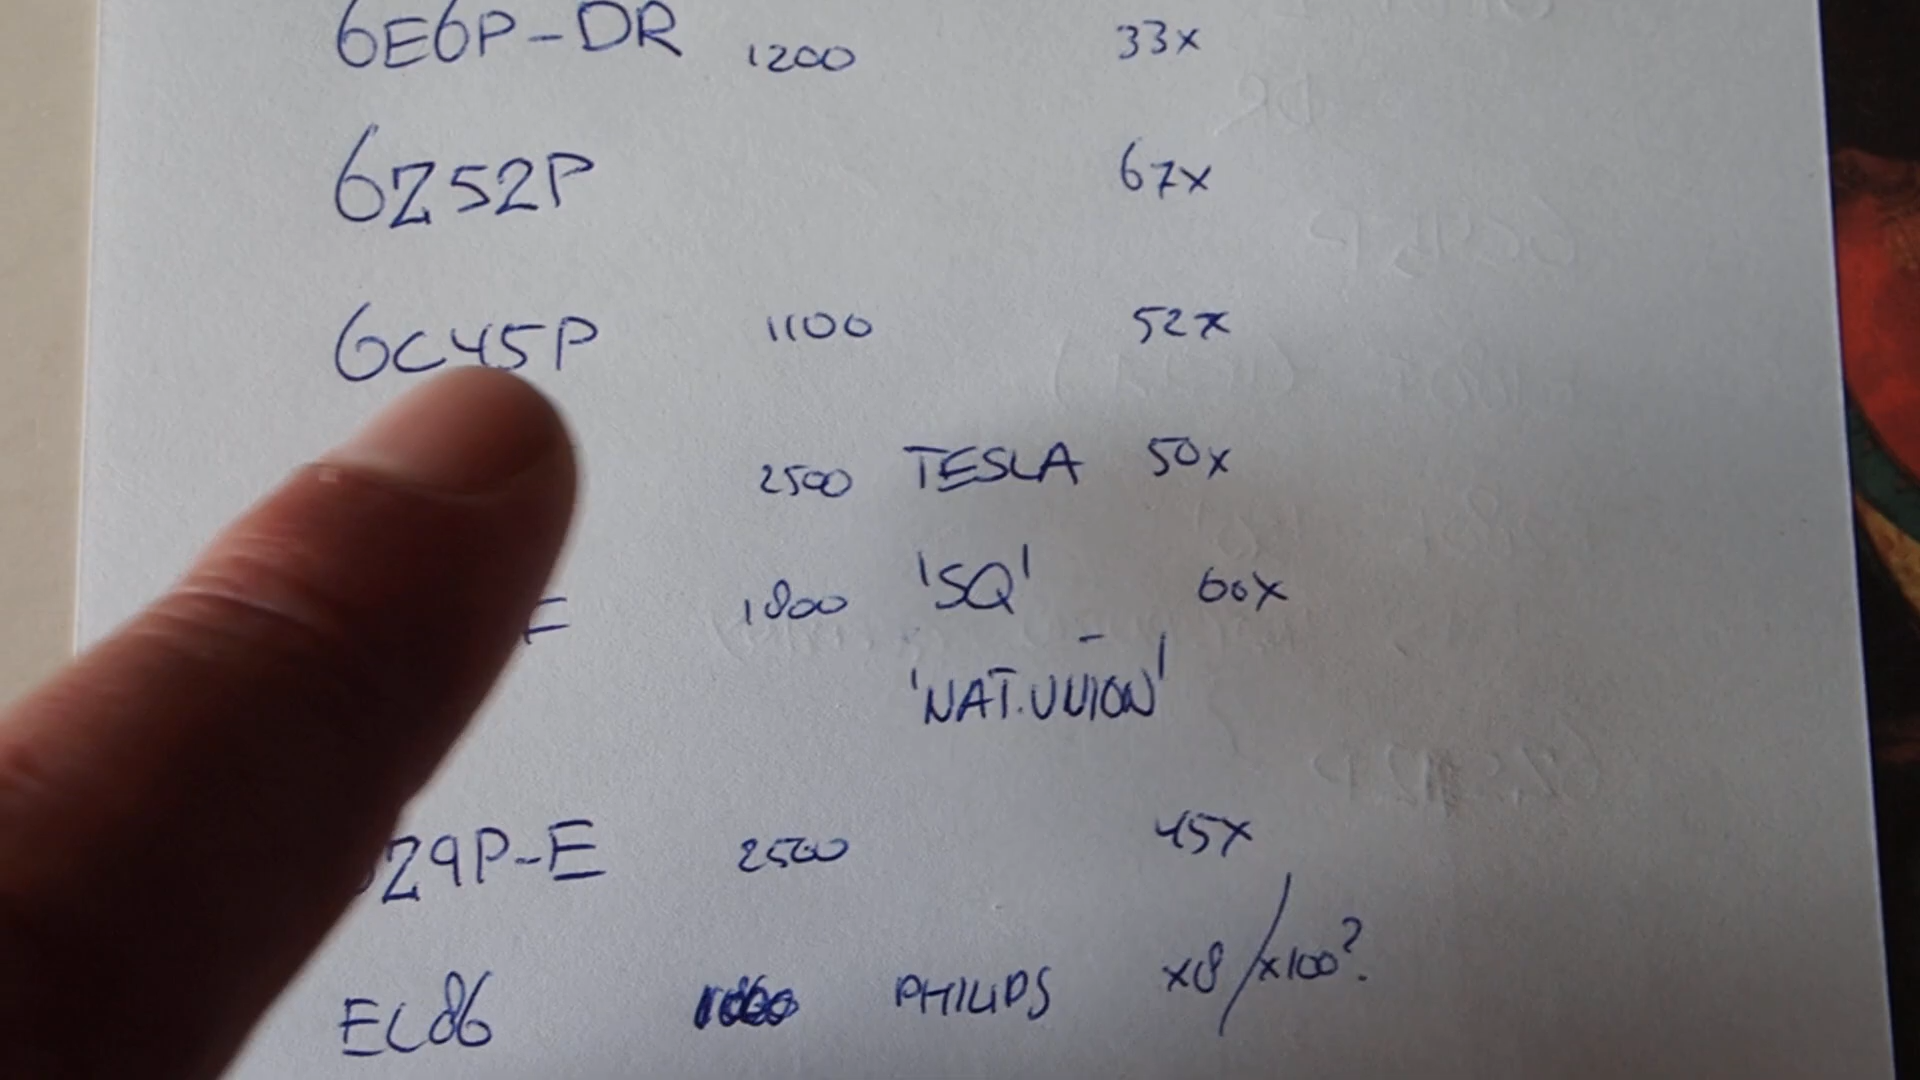 6E6P-DR 1200 33x
6Z52P 67x
6C45P 1100 52x
2500 TESLA 50x
F 1800 'SQ' 60x
'NAT.UNION'
Z9P-E 2500 45x
EC86 PHILIPS x8/x100?.